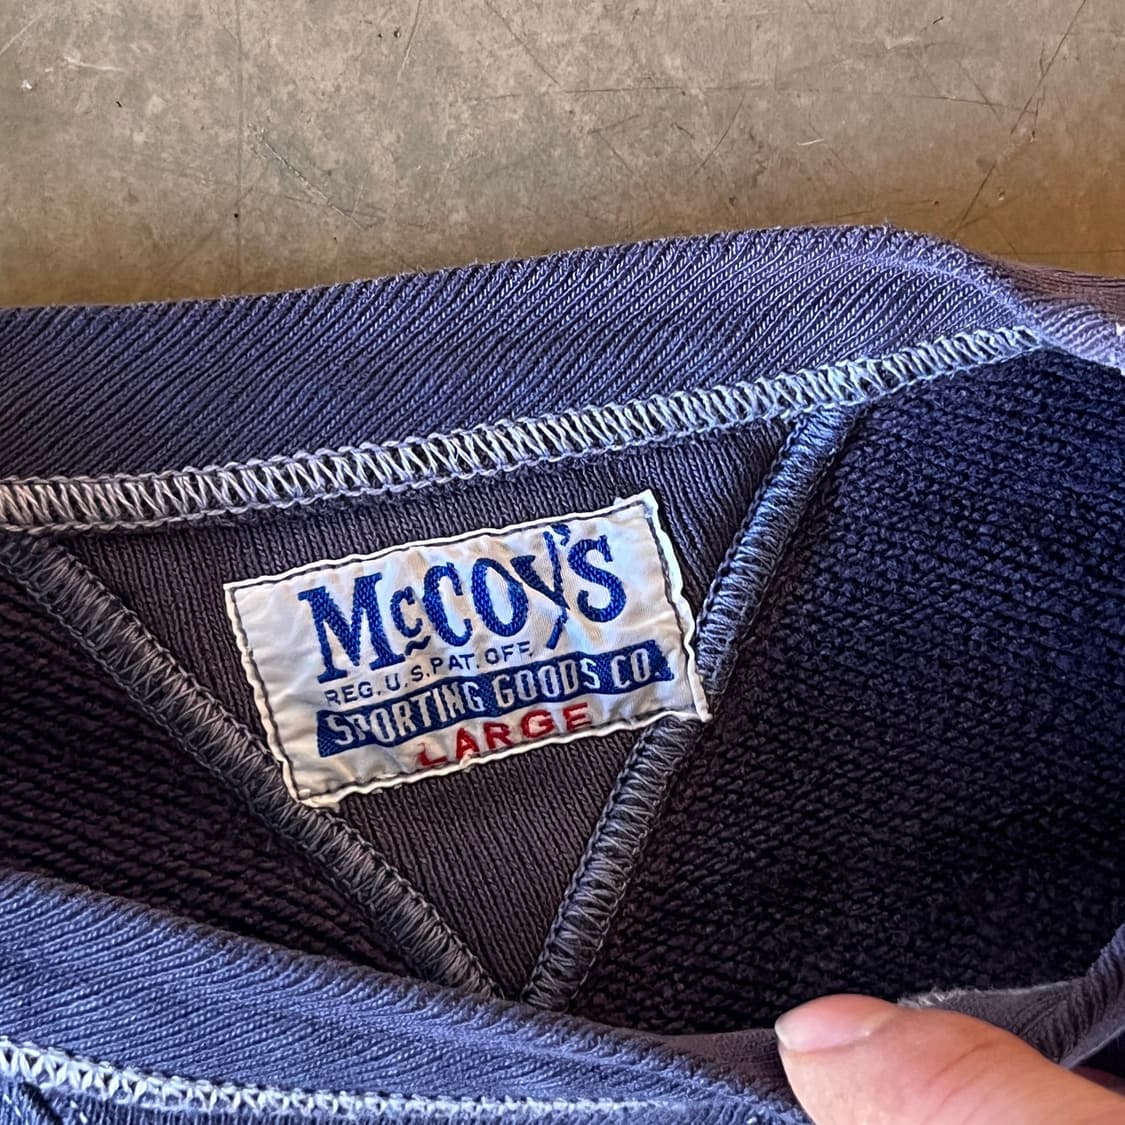 McCOY'S
REG. U.S. PAT. OFF.
SPORTING GOODS CO.
LARGE